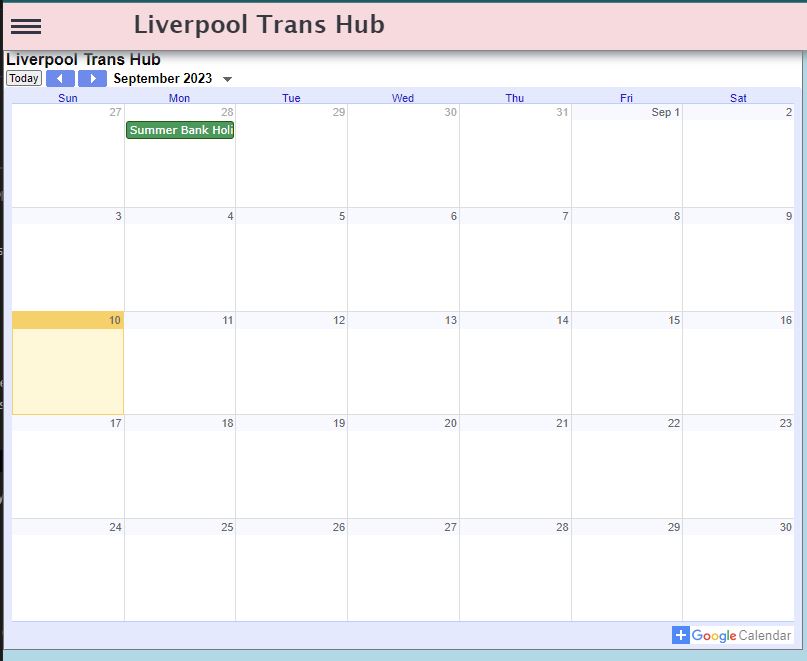 Liverpool Trans Hub
Liverpool Trans Hub
Today September 2023
Sun Mon Tue Wed Thu Fri Sat
27 28 29 30 31 Sep 1 2
Summer Bank Holi
3 4 5 6 7 8 9
10 11 12 13 14 15 16
17 18 19 20 21 22 23
24 25 26 27 28 29 30
Google Calendar